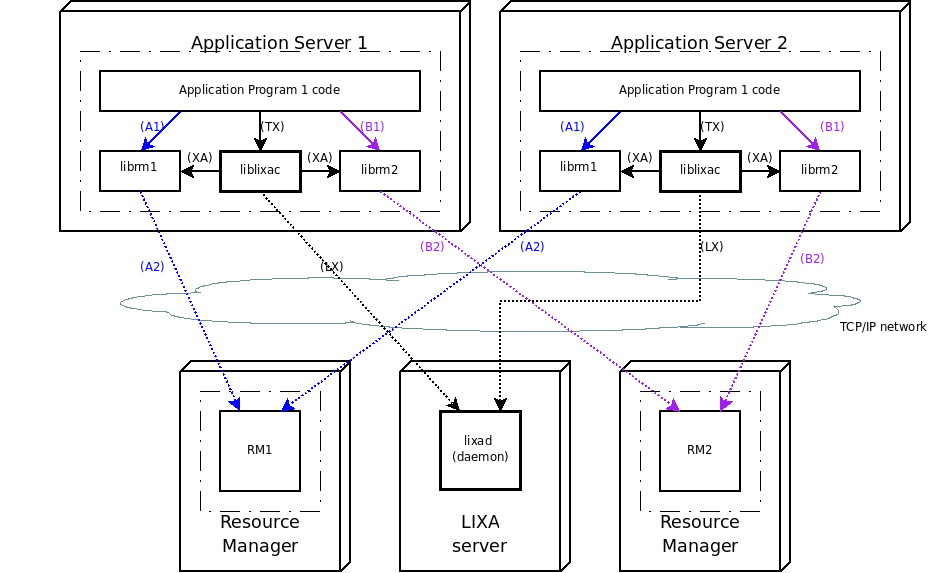 Application Server 1
Application Server 2
Application Program 1 code
Application Program 1 code
(A1)
(TX)
(B1)
(A1)
(TX)
(B1)
librm1
(XA)
liblixac
(XA)
librm2
librm1
(XA)
liblixac
(XA)
librm2
(B2)
(A2)
(LX)
(B2)
(A2)
(LX)
TCP/IP network
RM1
lixad
(daemon)
RM2
Resource
Manager
LIXA
server
Resource
Manager